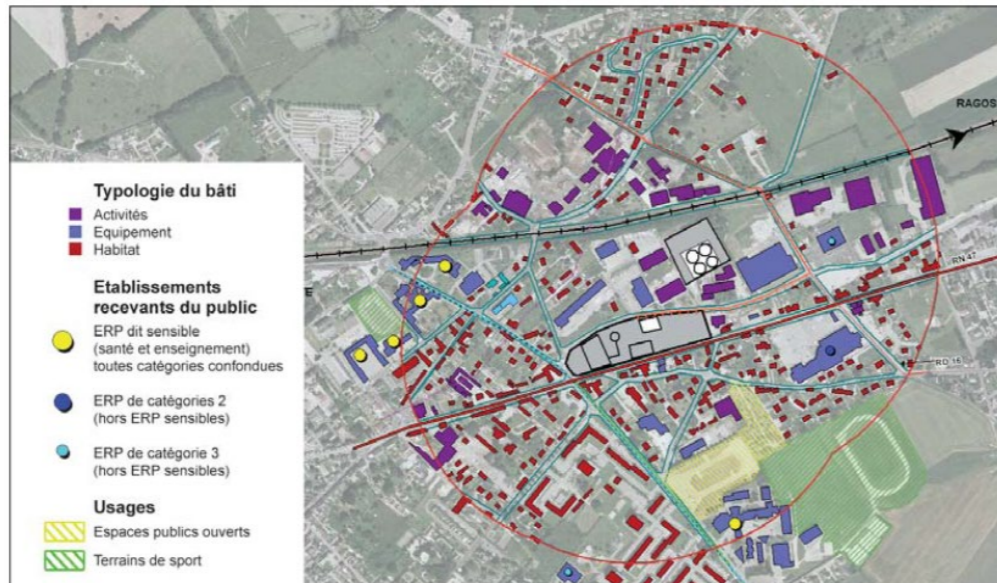 RAGOS
Typologie du bâti
Activités
Equipement
Habitat
E
RN 47
Etablissements
recevants du public
ERP dit sensible
(santé et enseignement)
toutes catégories confondues
RD 16
ERP de catégories 2
(hors ERP sensibles)
ERP de catégorie 3
(hors ERP sensibles)
Usages
Espaces publics ouverts
Terrains de sport